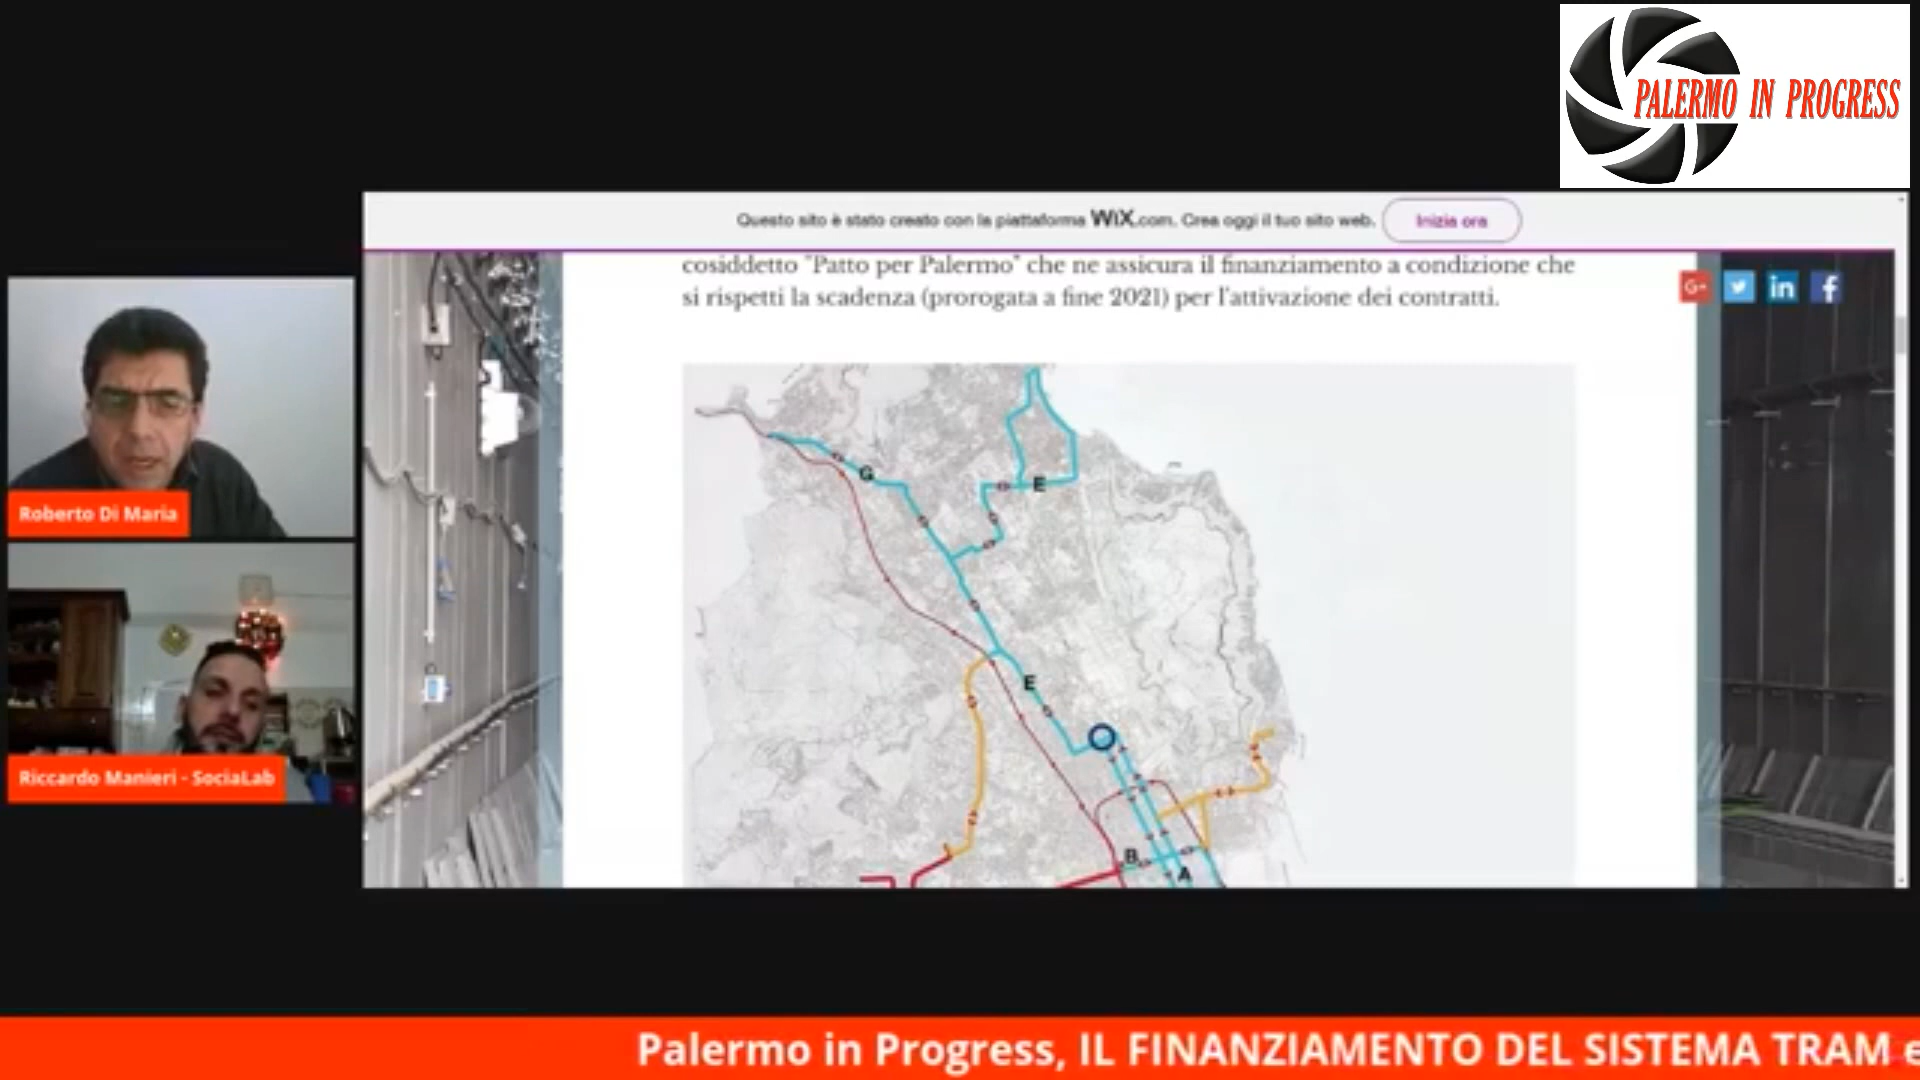 PALERMO IN PROGRESS
Questo sito è stato creato con la piattaforma WiX.com. Crea oggi il tuo sito web.
Inizia ora
cosiddetto "Patto per Palermo" che ne assicura il finanziamento a condizione che
si rispetti la scadenza (prorogata a fine 2021) per l'attivazione dei contratti.
G+
in
f
G
E
E
B
A
Roberto Di Maria
Riccardo Manieri - SociaLab
Palermo in Progress, IL FINANZIAMENTO DEL SISTEMA TRAM e